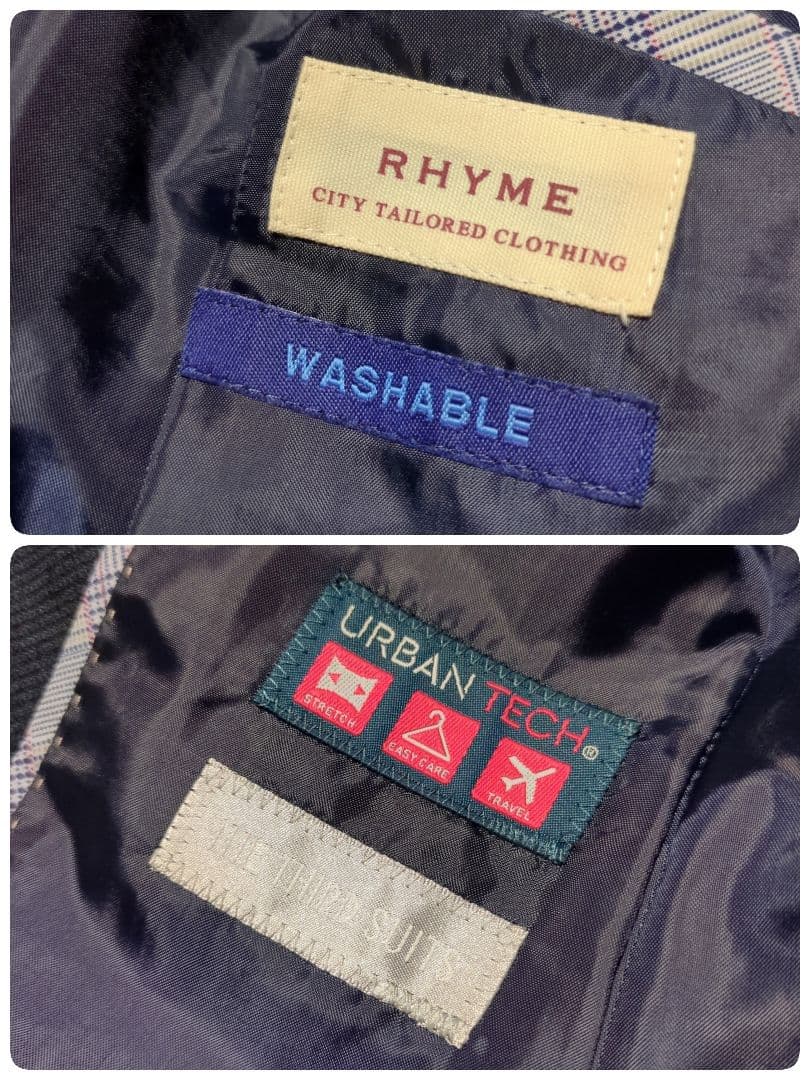 RHYME
CITY TAILORED CLOTHING
WASHABLE
URBAN TECH®
STRETCH
EASY CARE
TRAVEL
THE THIRD SUITS